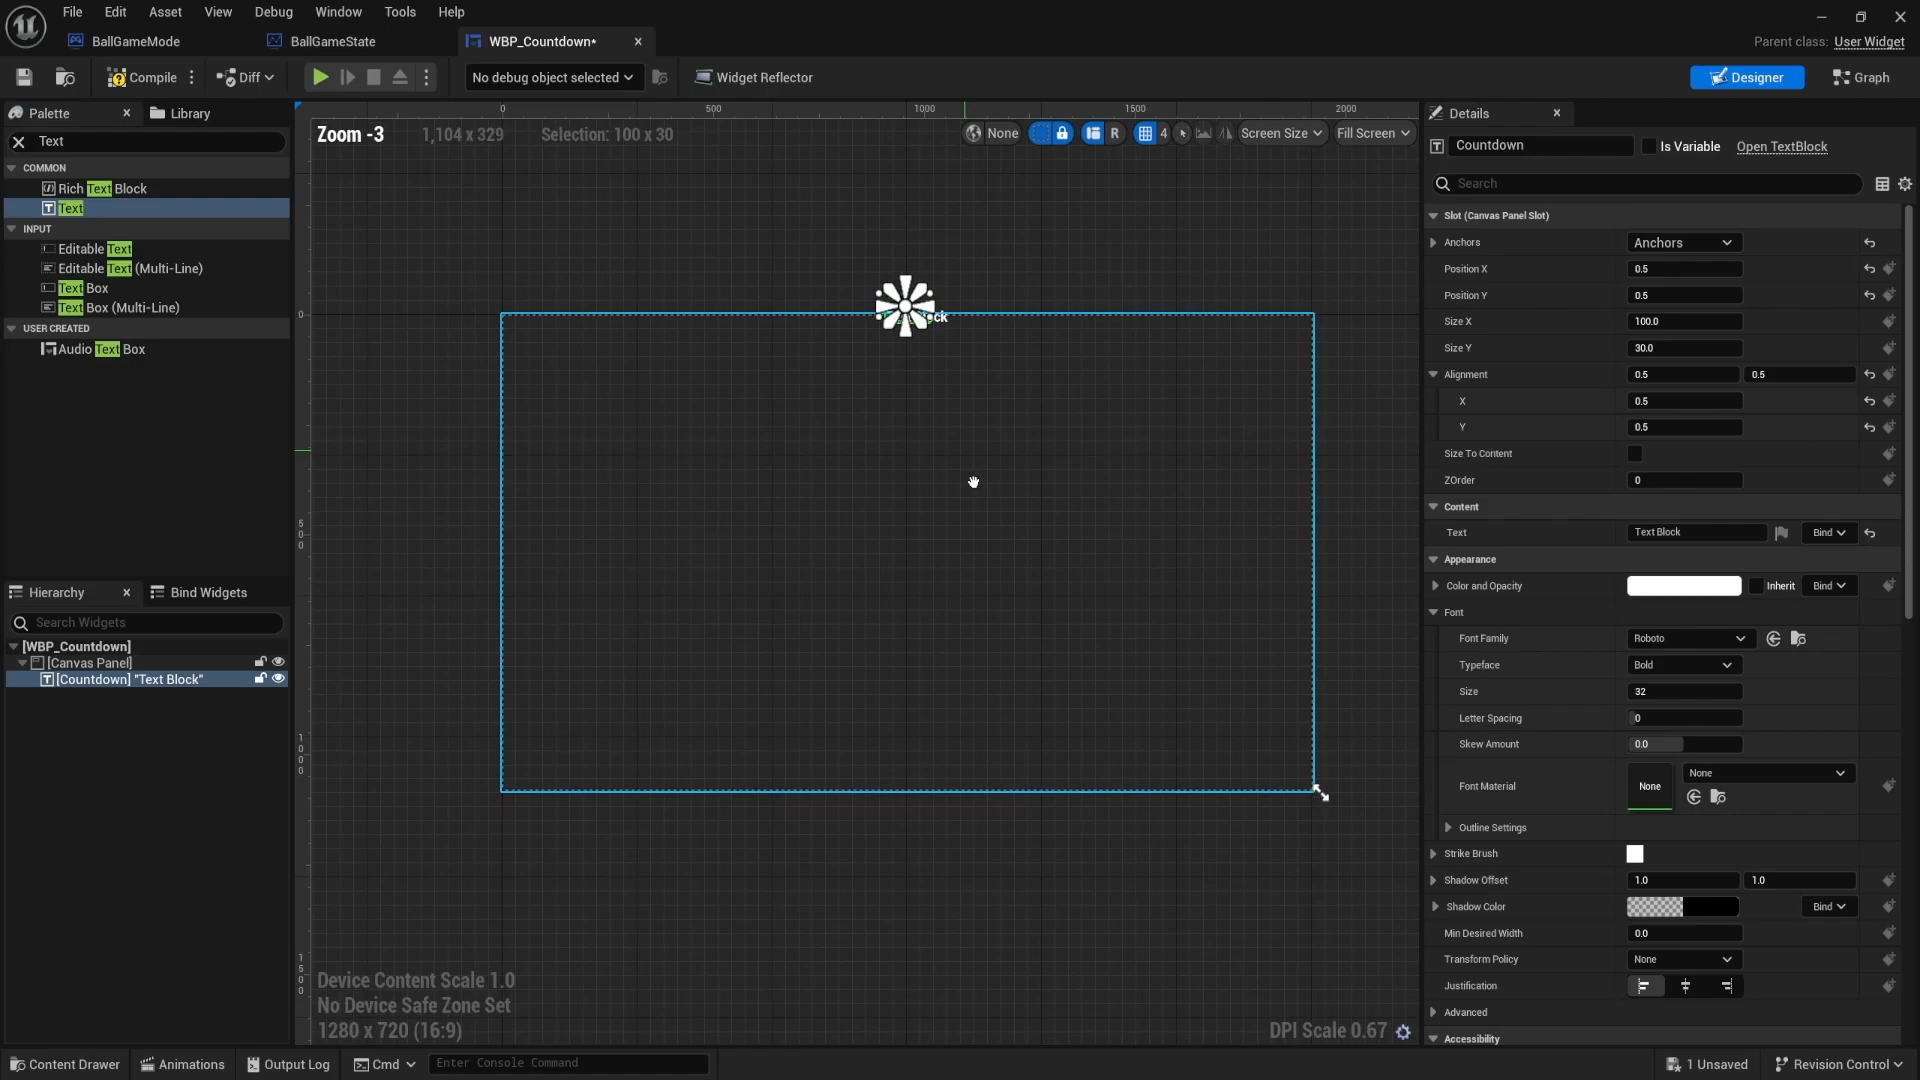 File Edit Asset View Debug Window Tools Help
BallGameMode BallGameState WBP_Countdown*
Parent class: User Widget
Compile Diff No debug object selected Widget Reflector Designer Graph
Palette Library
Text
COMMON
Rich Text Block
Text
INPUT
Editable Text
Editable Text (Multi-Line)
Text Box
Text Box (Multi-Line)
USER CREATED
Audio Text Box
Hierarchy Bind Widgets
Search Widgets
[WBP_Countdown]
[Canvas Panel]
[Countdown] "Text Block"
0 500 1000 1500 2000
Zoom -3 1,104 x 329 Selection: 100 x 30 None R 4 Screen Size Fill Screen
0
500
1000
1500
ck
Device Content Scale 1.0
No Device Safe Zone Set
1280 x 720 (16:9)
DPI Scale 0.67
Details
Countdown Is Variable Open TextBlock
Search
Slot (Canvas Panel Slot)
Anchors Anchors
Position X 0.5
Position Y 0.5
Size X 100.0
Size Y 30.0
Alignment 0.5 0.5
X 0.5
Y 0.5
Size To Content
ZOrder 0
Content
Text Text Block Bind
Appearance
Color and Opacity Inherit Bind
Font
Font Family Roboto
Typeface Bold
Size 32
Letter Spacing 0
Skew Amount 0.0
Font Material None None
Outline Settings
Strike Brush
Shadow Offset 1.0 1.0
Shadow Color Bind
Min Desired Width 0.0
Transform Policy None
Justification
Advanced
Accessibility
Content Drawer Animations Output Log Cmd Enter Console Command 1 Unsaved Revision Control